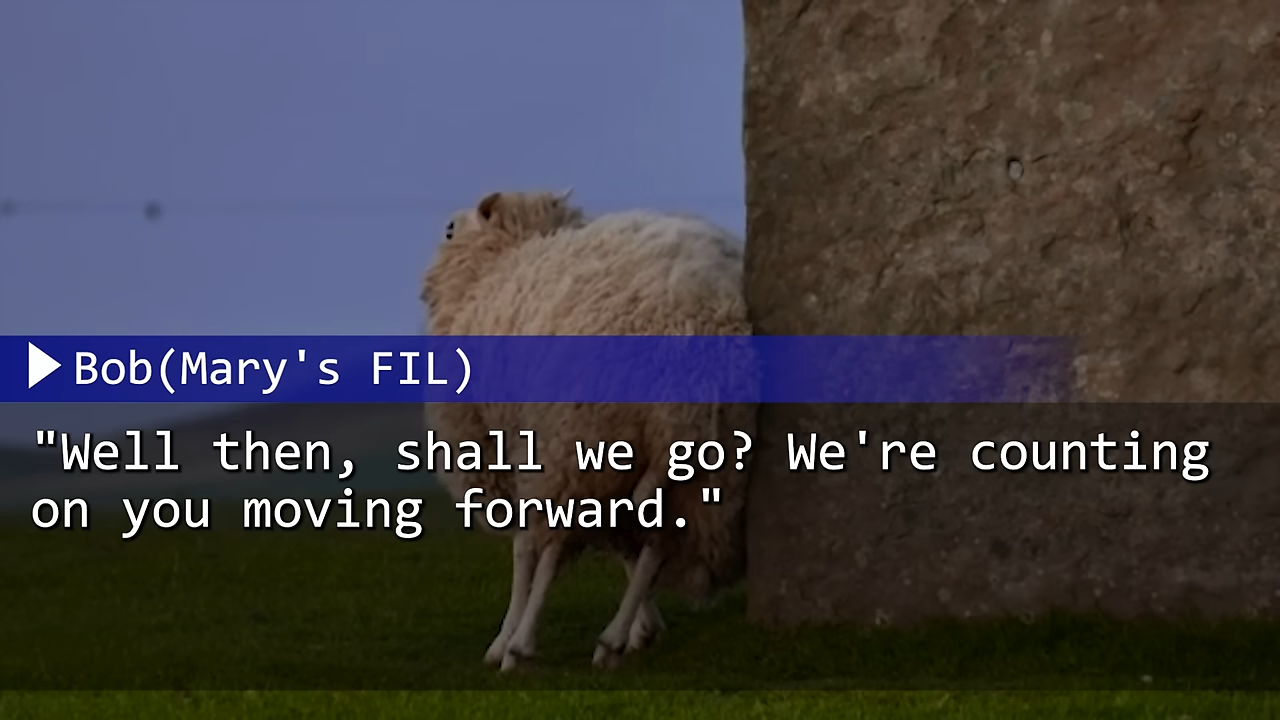 Bob(Mary's FIL)
"Well then, shall we go? We're counting
on you moving forward."